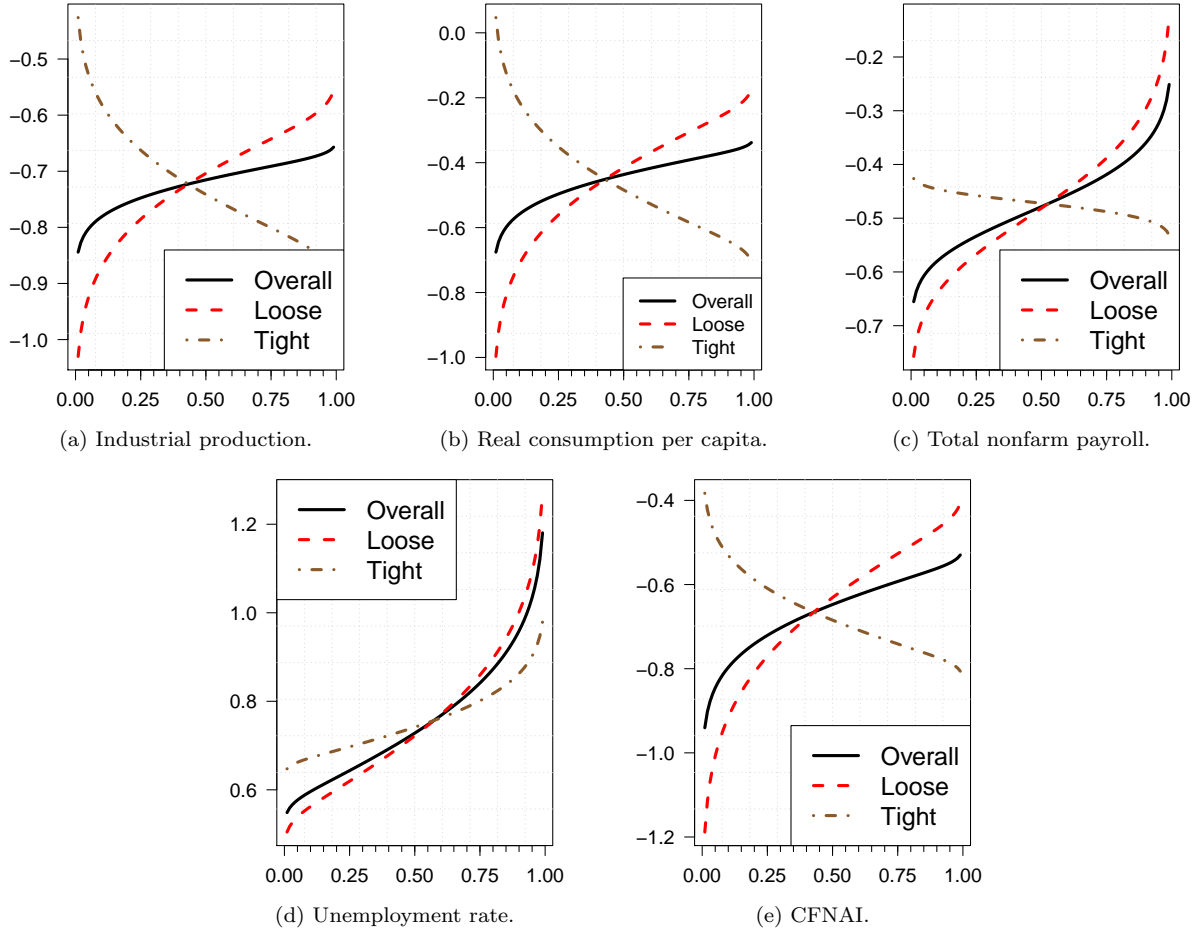 −0.5
−0.6
−0.7
−0.8
−0.9
−1.0
0.00 0.25 0.50 0.75 1.00
Overall
Loose
Tight
(a) Industrial production.
0.0
−0.2
−0.4
−0.6
−0.8
−1.0
0.00 0.25 0.50 0.75 1.00
Overall
Loose
Tight
(b) Real consumption per capita.
−0.2
−0.3
−0.4
−0.5
−0.6
−0.7
0.00 0.25 0.50 0.75 1.00
Overall
Loose
Tight
(c) Total nonfarm payroll.
1.2
1.0
0.8
0.6
0.00 0.25 0.50 0.75 1.00
Overall
Loose
Tight
(d) Unemployment rate.
−0.4
−0.6
−0.8
−1.0
−1.2
0.00 0.25 0.50 0.75 1.00
Overall
Loose
Tight
(e) CFNAI.